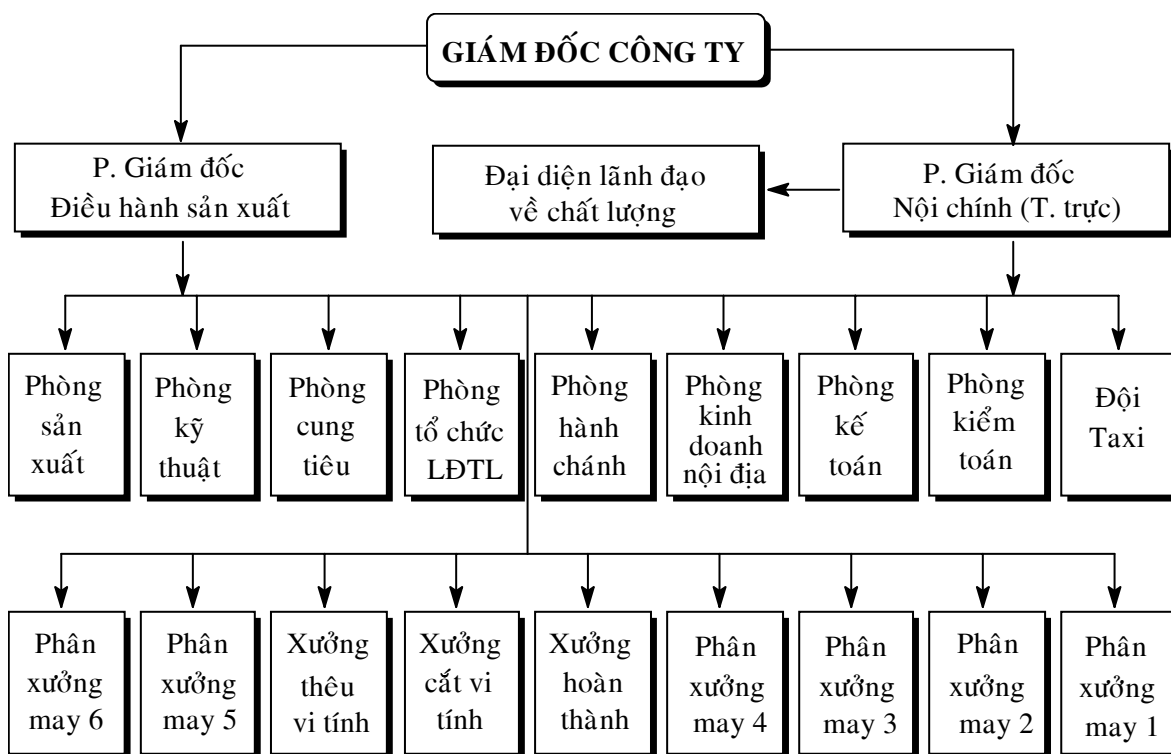 GIÁM ĐỐC CÔNG TY
P. Giám đốc
Điều hành sản xuất
Đại diện lãnh đạo
về chất lượng
P. Giám đốc
Nội chính (T. trực)
Phòng
sản
xuất
Phòng
kỹ
thuật
Phòng
cung
tiêu
Phòng
tổ chức
LĐTL
Phòng
hành
chánh
Phòng
kinh
doanh
nội địa
Phòng
kế
toán
Phòng
kiểm
toán
Đội
Taxi
Phân
xưởng
may 6
Phân
xưởng
may 5
Xưởng
thêu
vi tính
Xưởng
cắt vi
tính
Xưởng
hoàn
thành
Phân
xưởng
may 4
Phân
xưởng
may 3
Phân
xưởng
may 2
Phân
xưởng
may 1